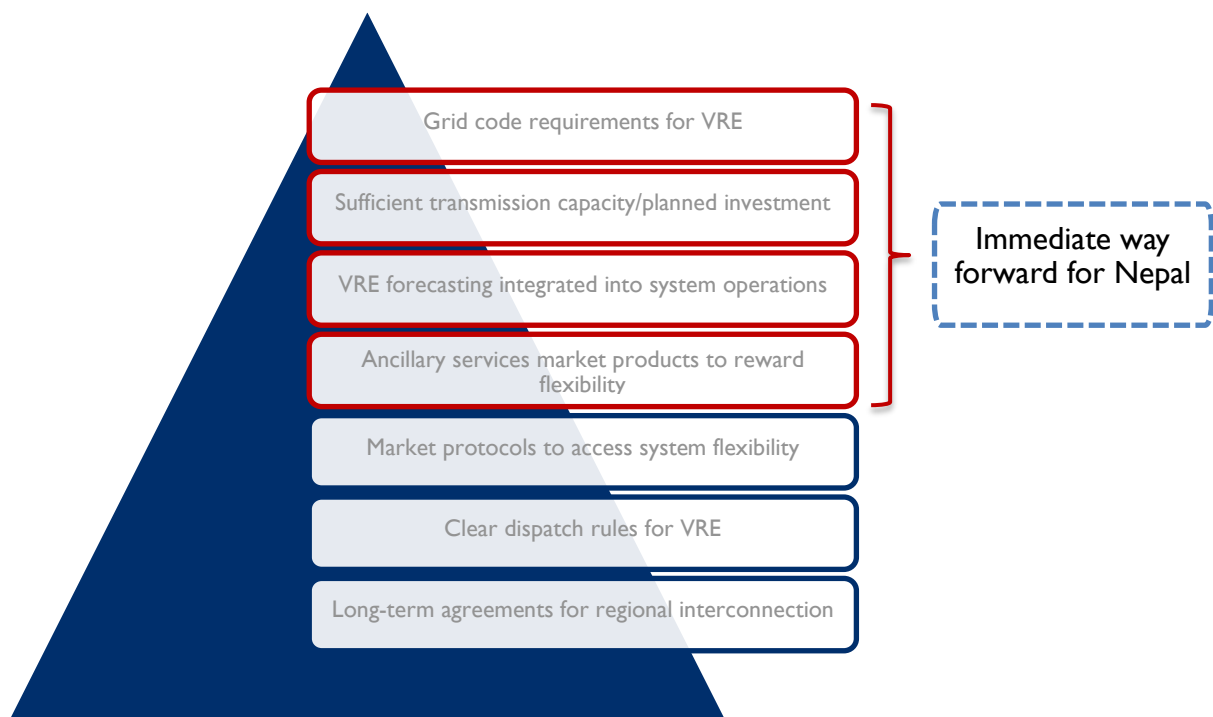 Grid code requirements for VRE
Sufficient transmission capacity/planned investment
VRE forecasting integrated into system operations
Ancillary services market products to reward
flexibility
Market protocols to access system flexibility
Clear dispatch rules for VRE
Long-term agreements for regional interconnection
Immediate way
forward for Nepal